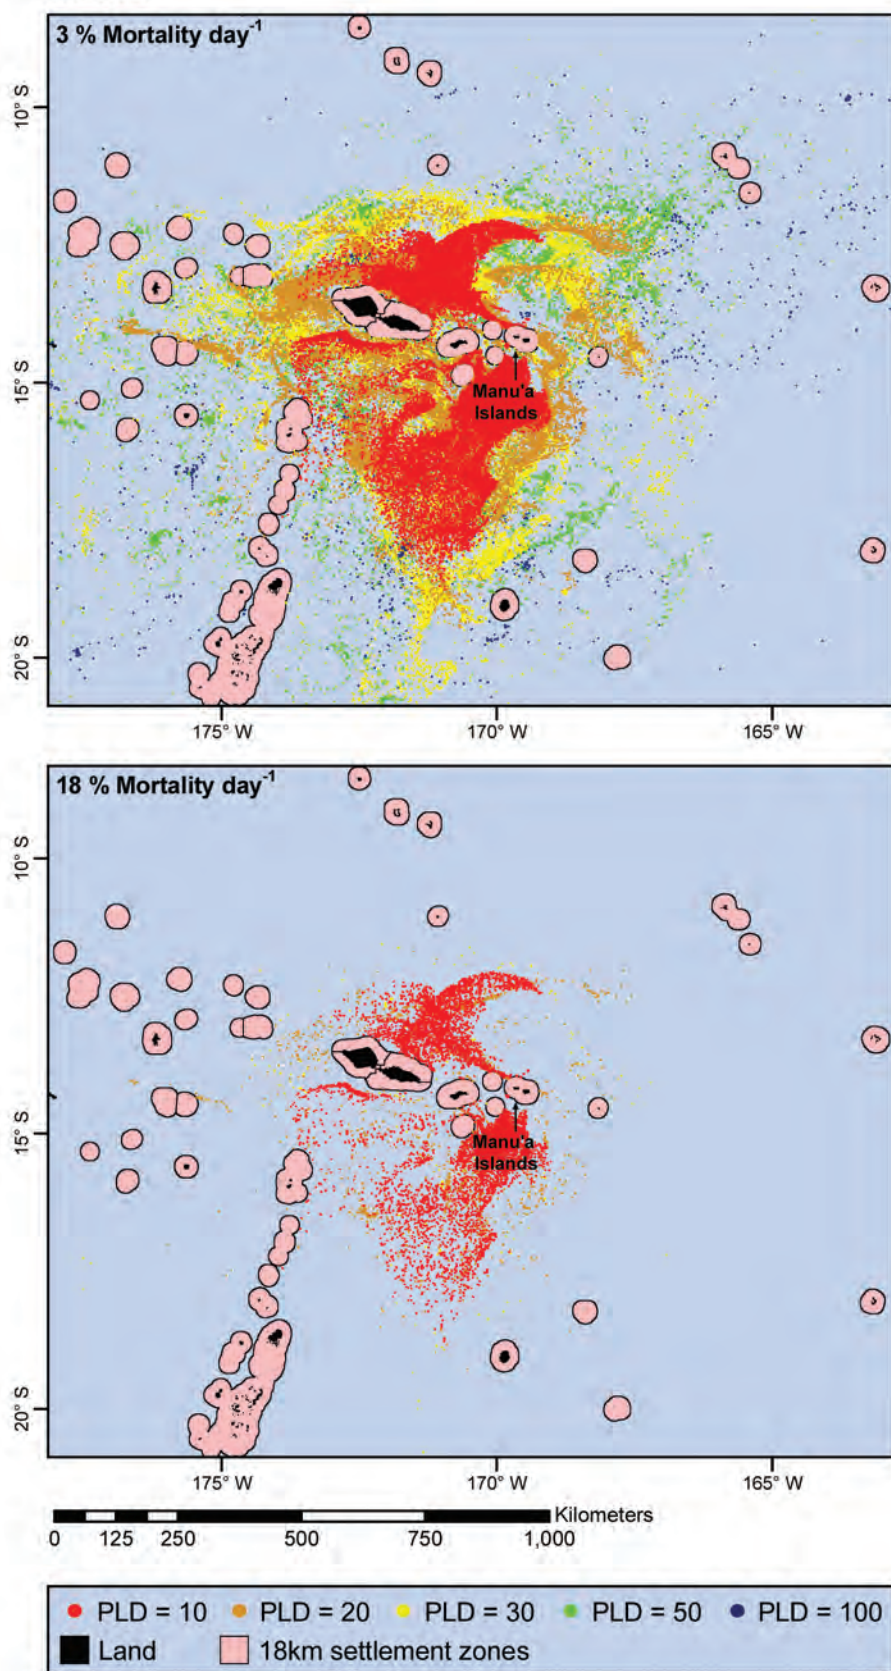 3 % Mortality day⁻¹
10° S
15° S
20° S
Manu'a
Islands
175° W
170° W
165° W
18 % Mortality day⁻¹
10° S
15° S
20° S
Manu'a
Islands
175° W
170° W
165° W
Kilometers
0 125 250 500 750 1,000
PLD = 10 PLD = 20 PLD = 30 PLD = 50 PLD = 100
Land 18km settlement zones